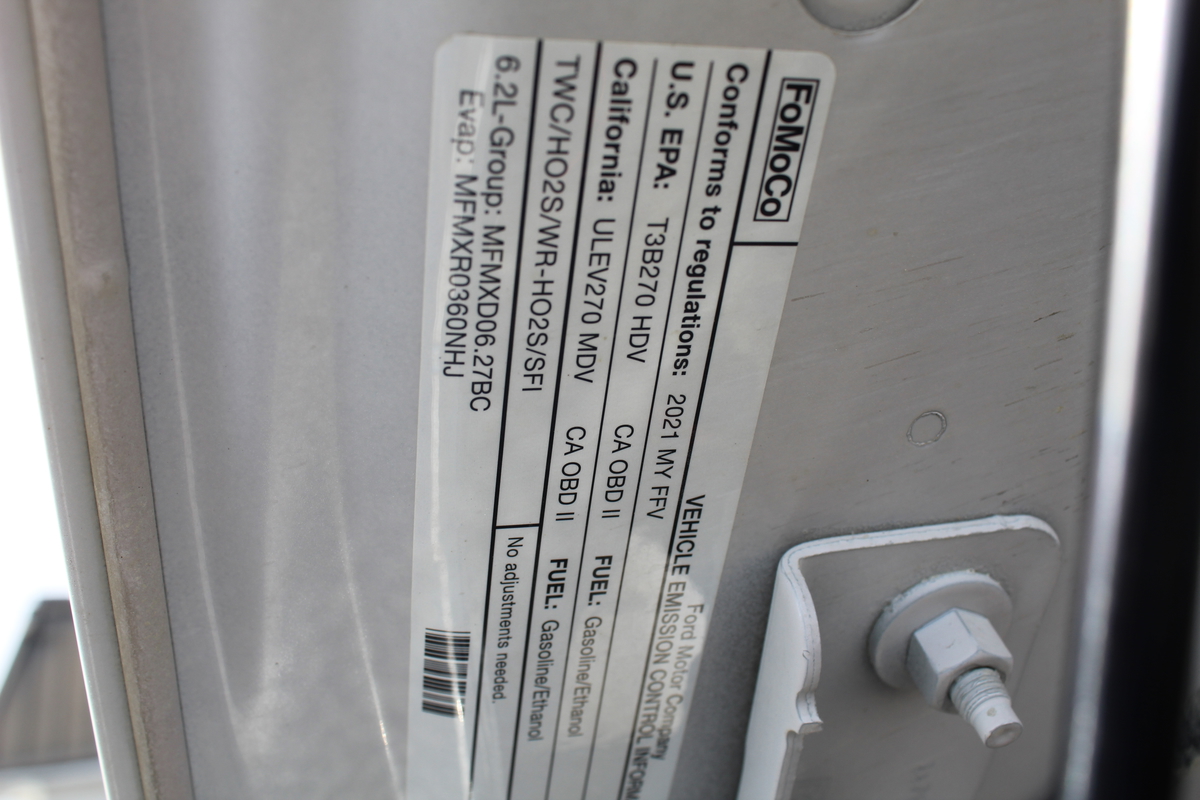 FoMoCo
Ford Motor Company
VEHICLE EMISSION CONTROL
Conforms to regulations: 2021 MY FFV
U.S. EPA: T3B270 HDV CA OBD II FUEL: Gasoline/Ethanol
California: ULEV270 MDV CA OBD II FUEL: Gasoline/Ethanol
TWC/HO2S/WR-HO2S/SFI
No adjustments needed.
6.2L-Group: MFMXD06.27BC
Evap: MFMXR0360NHJ